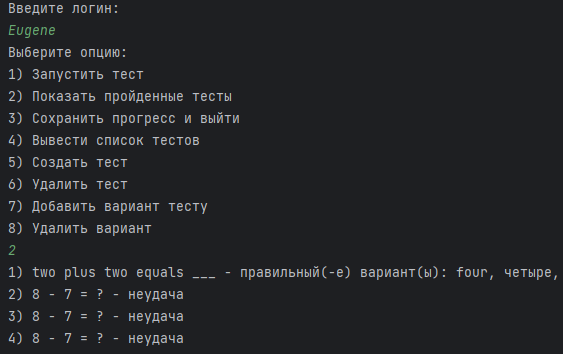 Введите логин:
Eugene
Выберите опцию:
1) Запустить тест
2) Показать пройденные тесты
3) Сохранить прогресс и выйти
4) Вывести список тестов
5) Создать тест
6) Удалить тест
7) Добавить вариант тесту
8) Удалить вариант
2
1) two plus two equals ___ - правильный(-е) вариант(ы): four, четыре,
2) 8 - 7 = ? - неудача
3) 8 - 7 = ? - неудача
4) 8 - 7 = ? - неудача